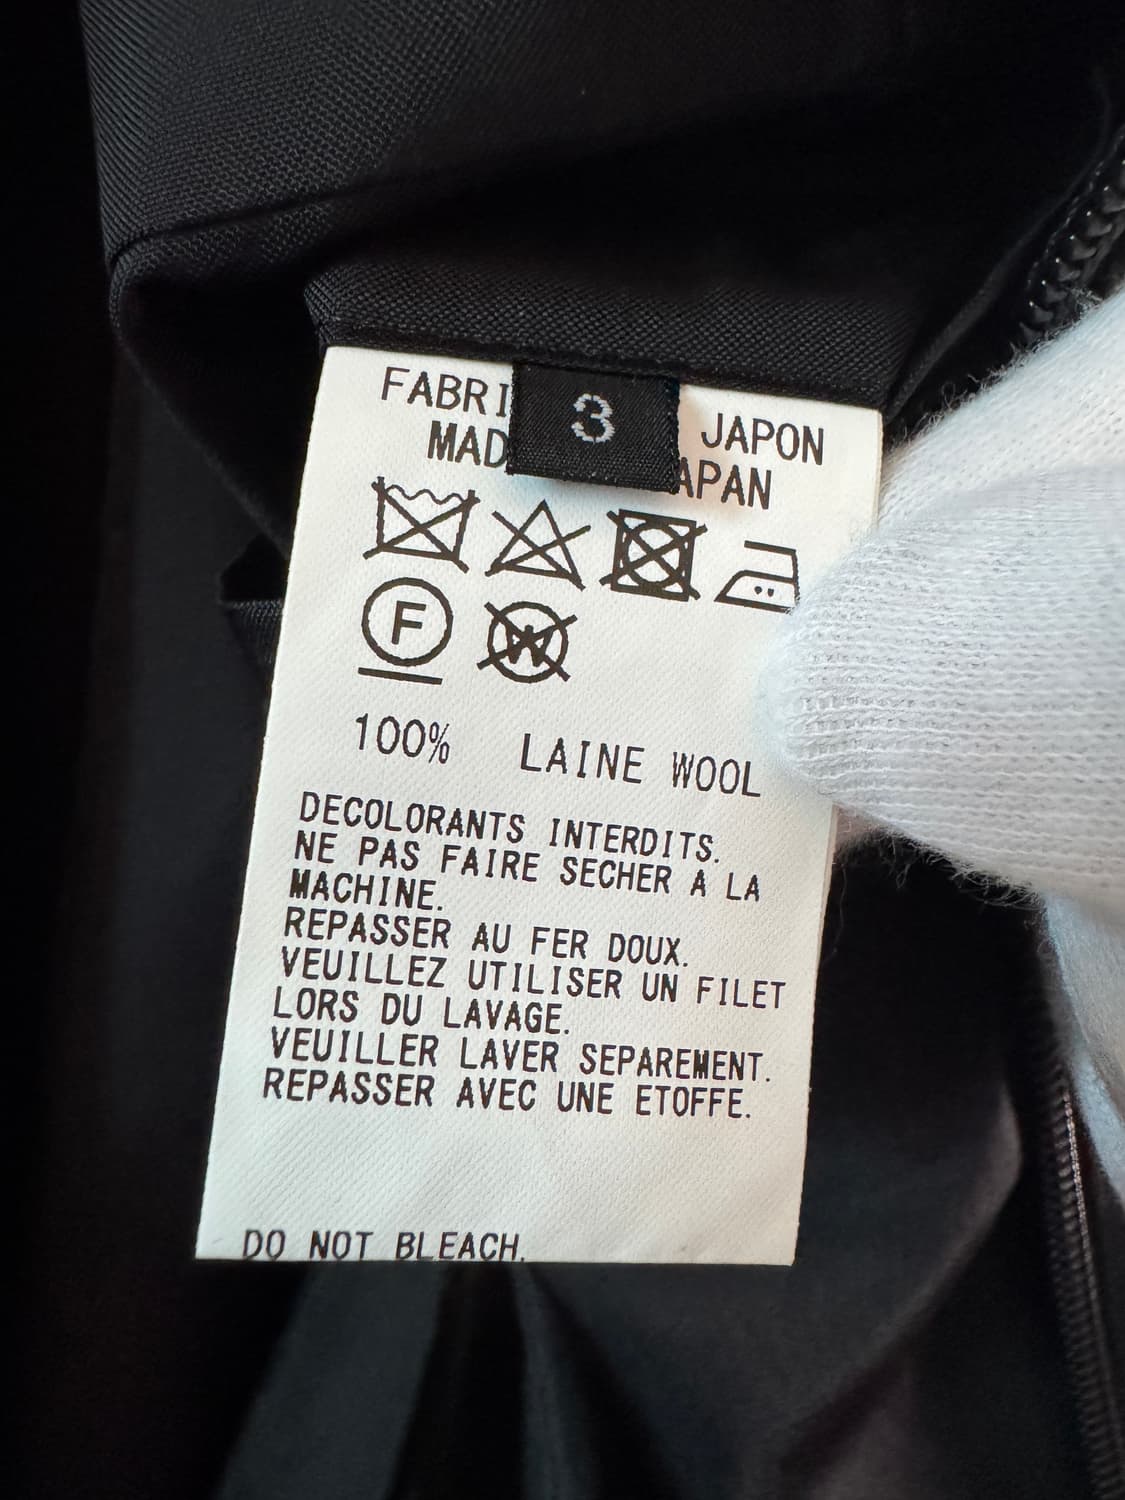 3
FABRI JAPON
MAD APAN
F
W
100% LAINE WOOL
DECOLORANTS INTERDITS.
NE PAS FAIRE SECHER A LA
MACHINE.
REPASSER AU FER DOUX.
VEUILLEZ UTILISER UN FILET
LORS DU LAVAGE.
VEUILLER LAVER SEPAREMENT.
REPASSER AVEC UNE ETOFFE.
DO NOT BLEACH.